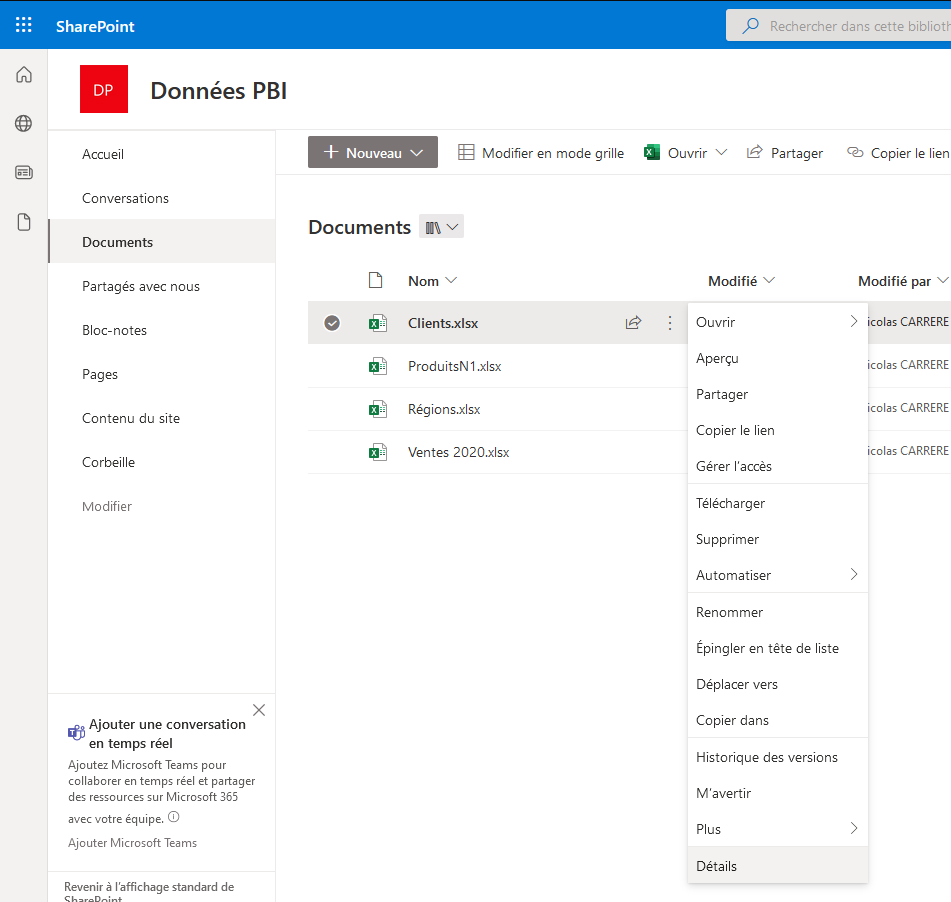 SharePoint
Rechercher dans cette biblioth
DP
Données PBI
Accueil
Conversations
Documents
Partagés avec nous
Bloc-notes
Pages
Contenu du site
Corbeille
Modifier
Nouveau
Modifier en mode grille
Ouvrir
Partager
Copier le lien
Documents
Nom
Modifié
Modifié par
Clients.xlsx
icolas CARRERE
ProduitsN1.xlsx
icolas CARRERE
Régions.xlsx
icolas CARRERE
Ventes 2020.xlsx
icolas CARRERE
Ouvrir
Aperçu
Partager
Copier le lien
Gérer l'accès
Télécharger
Supprimer
Automatiser
Renommer
Épingler en tête de liste
Déplacer vers
Copier dans
Historique des versions
M'avertir
Plus
Détails
Ajouter une conversation
en temps réel
Ajoutez Microsoft Teams pour
collaborer en temps réel et partager
des ressources sur Microsoft 365
avec votre équipe.
Ajouter Microsoft Teams
Revenir à l'affichage standard de
SharePoint